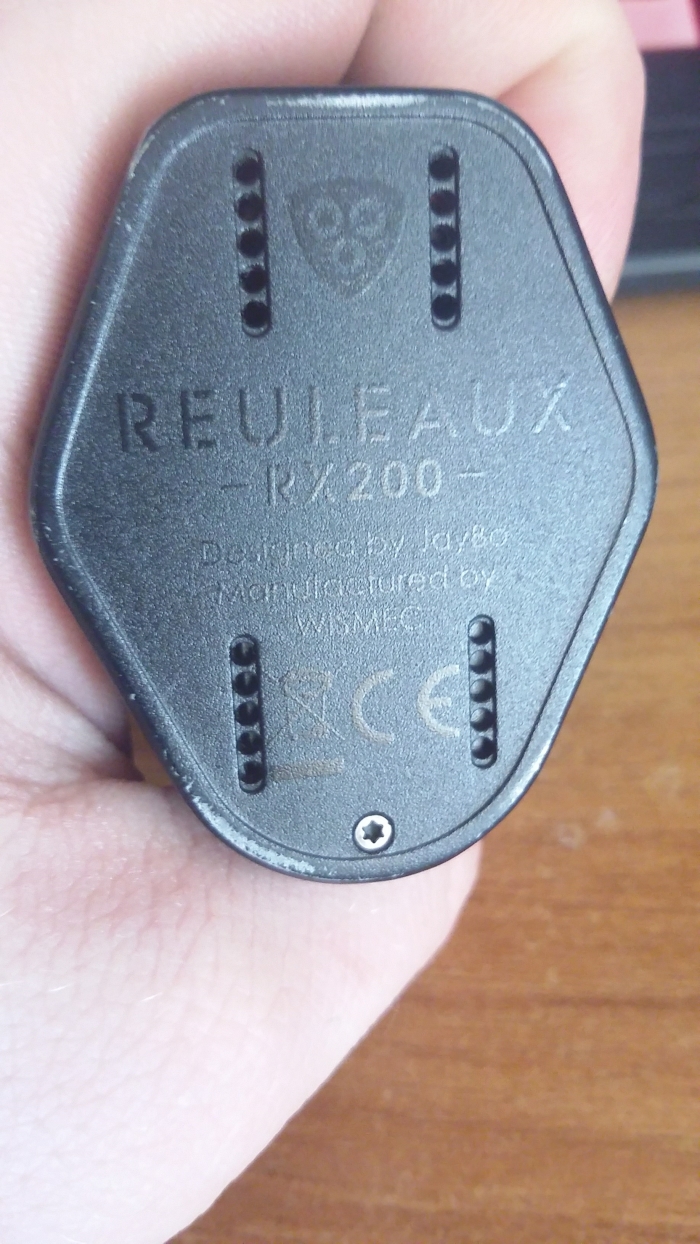 REULEAUX
- RX200 -
Designed by JayBo
Manufactured by
WISMEC
CE